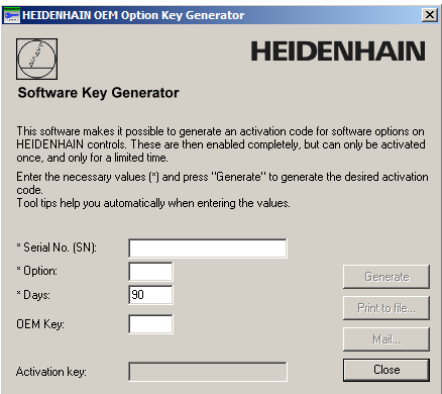 HEIDENHAIN OEM Option Key Generator
HEIDENHAIN
Software Key Generator
This software makes it possible to generate an activation code for software options on
HEIDENHAIN controls. These are then enabled completely, but can only be activated
once, and only for a limited time.
Enter the necessary values (*) and press "Generate" to generate the desired activation
code.
Tool tips help you automatically when entering the values.
* Serial No. (SN):
* Option:
Generate
* Days: 90
Print to file...
OEM Key:
Mail...
Activation key:
Close